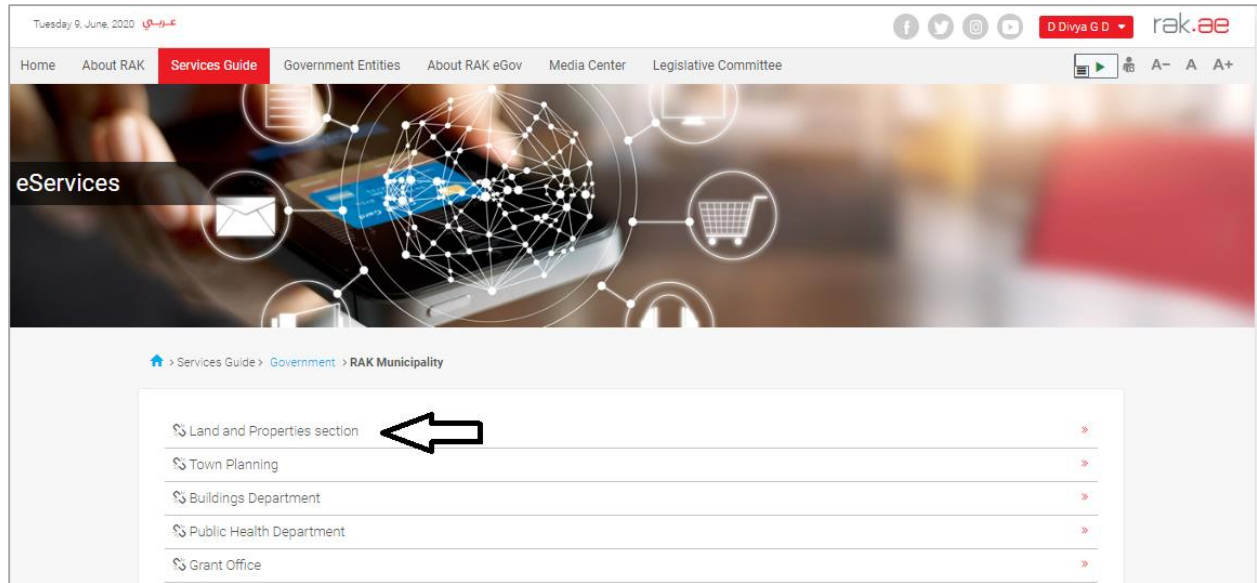 Tuesday 9, June, 2020 عربي
D Divya G D
rak.ae
Home About RAK Services Guide Government Entities About RAK eGov Media Center Legislative Committee A- A A+
eServices
> Services Guide > Government > RAK Municipality
Land and Properties section »
Town Planning »
Buildings Department »
Public Health Department »
Grant Office »